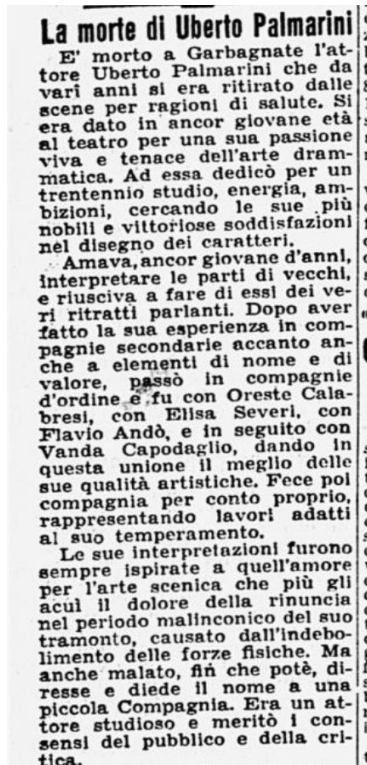 La morte di Uberto Palmarini
E' morto a Garbagnate l'at-
tore Uberto Palmarini che da
vari anni si era ritirato dalle
scene per ragioni di salute. Si
era dato in ancor giovane età
al teatro per una sua passione
viva e tenace dell'arte dram-
matica. Ad essa dedicò per un
trentennio studio, energia, am-
bizioni, cercando le sue più
nobili e vittoriose soddisfazioni
nel disegno dei caratteri.
Amava, ancor giovane d'anni,
interpretare le parti di vecchi,
e riusciva a fare di essi dei ve-
ri ritratti parlanti. Dopo aver
fatto la sua esperienza in com-
pagnie secondarie accanto an-
che a elementi di nome e di
valore, passò in compagnie
d'ordine e fu con Oreste Cala-
bresi, con Elisa Severi, con
Flavio Andò, e in seguito con
Vanda Capodaglio, dando in
questa unione il meglio delle
sue qualità artistiche. Fece poi
compagnia per conto proprio,
rappresentando lavori adatti
al suo temperamento.
Le sue interpretazioni furono
sempre ispirate a quell'amore
per l'arte scenica che più gli
acuì il dolore della rinuncia
nel periodo malinconico del suo
tramonto, causato dall'indebo-
limento delle forze fisiche. Ma
anche malato, fin che potè, di-
resse e diede il nome a una
piccola Compagnia. Era un at-
tore studioso e meritò i con-
sensi del pubblico e della cri-
tica.